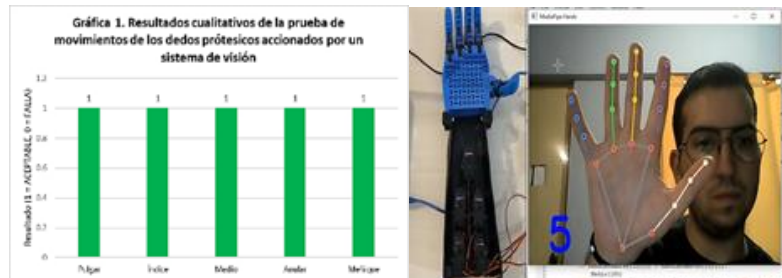 Gráfica 1. Resultados cualitativos de la prueba de
movimientos de los dedos prótesicos accionados por un
sistema de visión
Resultado (1 = ACEPTABLE, 0 = FALLA)
1.2
1
0.8
0.6
0.4
0.2
0
1 1 1 1 1
Pulgar Índice Medio Anular Meñique
MediaPipe Hands
5